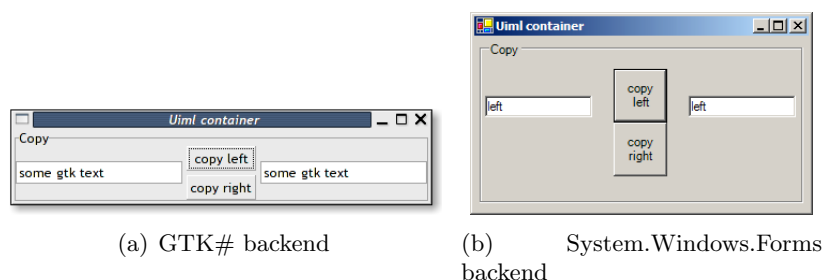 Uiml container
Copy
some gtk text
copy left
copy right
some gtk text
(a) GTK# backend
Uiml container
Copy
left
copy
left
copy
right
left
(b) System.Windows.Forms
backend